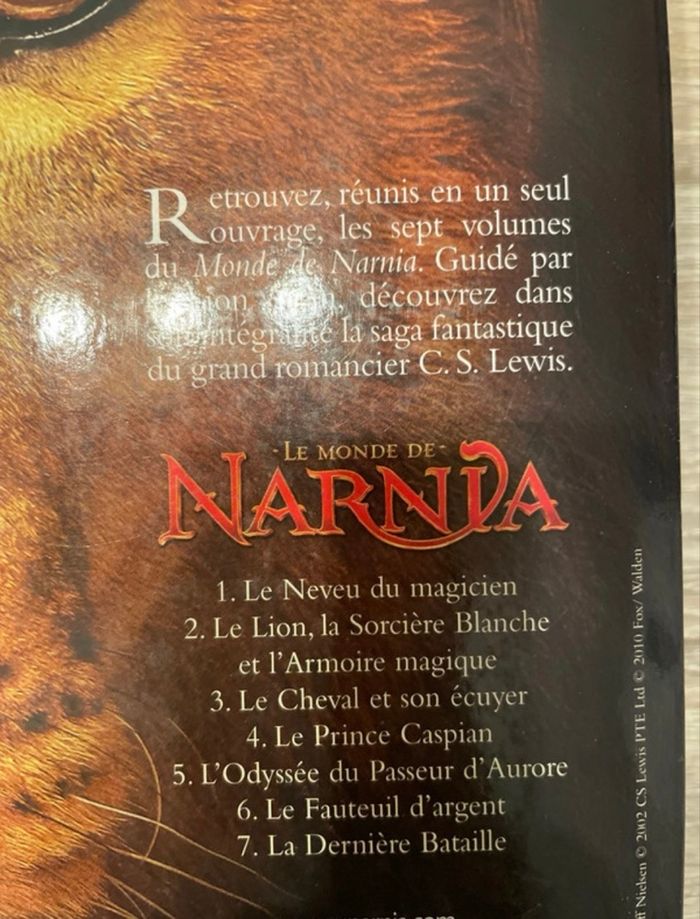 Retrouvez, réunis en un seul
ouvrage, les sept volumes
du Monde de Narnia. Guidé par
découvrez dans
son intégralité la saga fantastique
du grand romancier C. S. Lewis.
- LE MONDE DE -
NARNIA
1. Le Neveu du magicien
2. Le Lion, la Sorcière Blanche
et l'Armoire magique
3. Le Cheval et son écuyer
4. Le Prince Caspian
5. L'Odyssée du Passeur d'Aurore
6. Le Fauteuil d'argent
7. La Dernière Bataille
Nielsen © 2002 CS Lewis PTE Ltd © 2010 Fox/ Walden